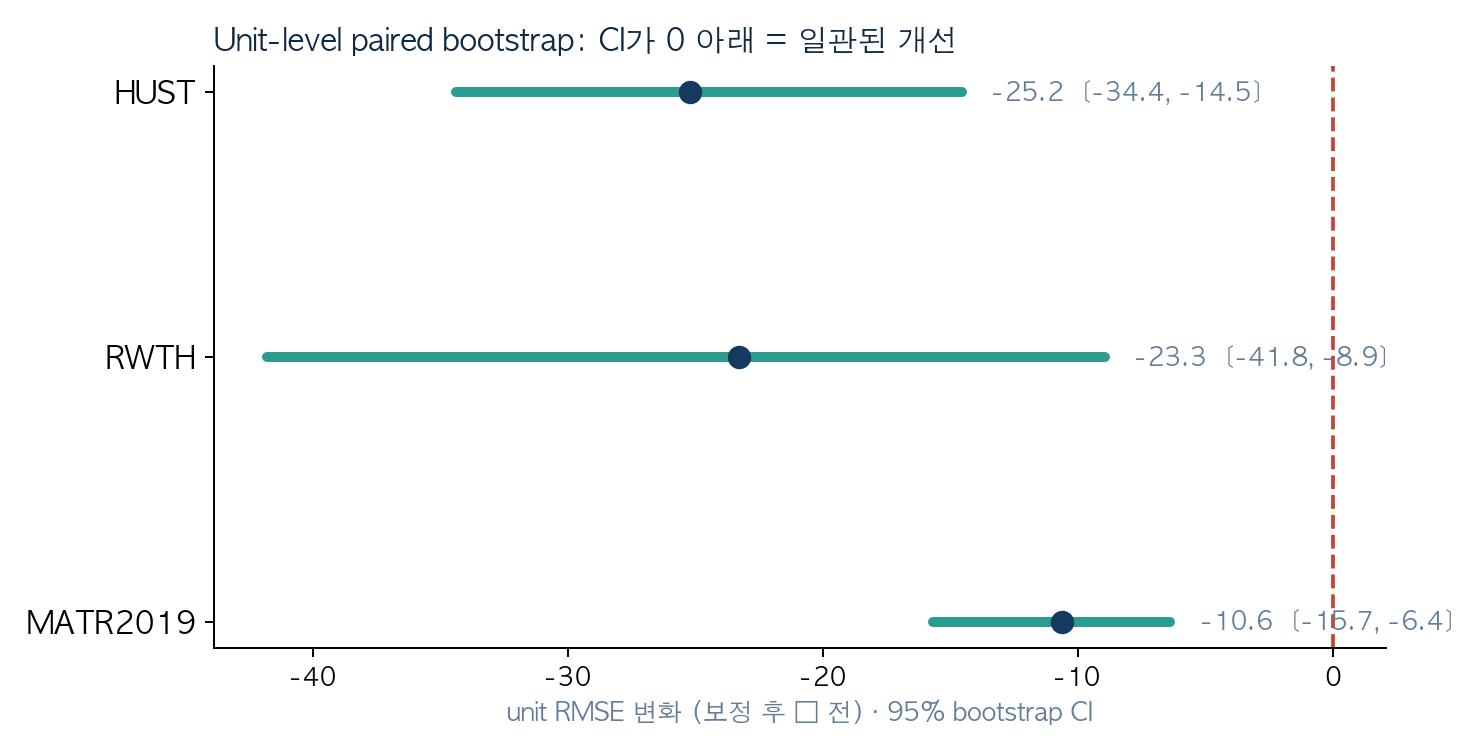 Unit-level paired bootstrap: CI가 0 아래 = 일관된 개선
HUST
-25.2 [-34.4, -14.5]
RWTH
-23.3 [-41.8, -8.9]
MATR2019
-10.6 [-15.7, -6.4]
-40 -30 -20 -10 0
unit RMSE 변화 (보정 후 □ 전) · 95% bootstrap CI